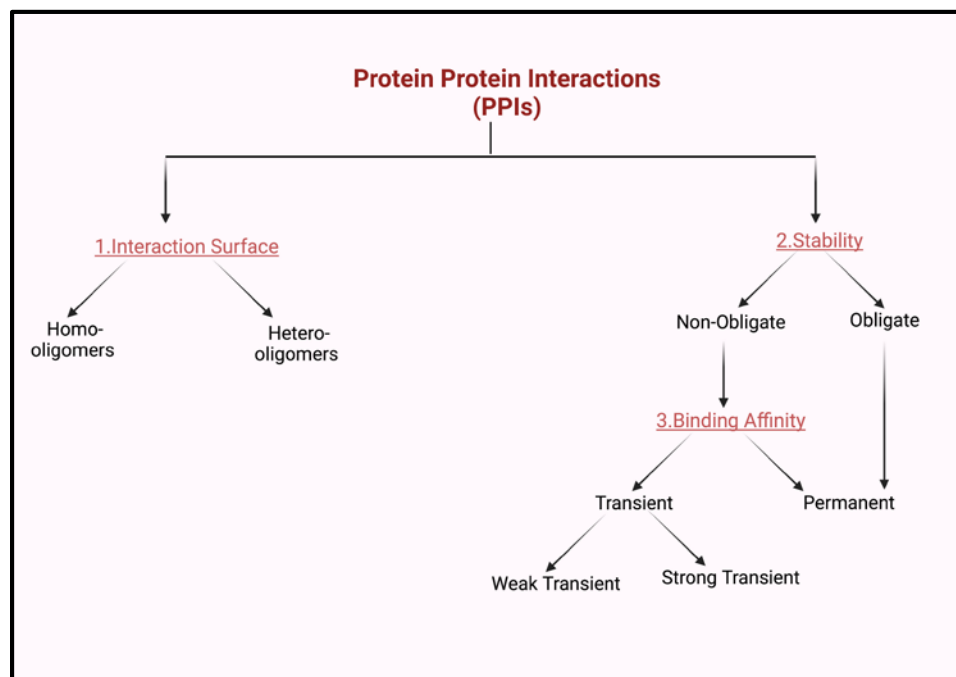 Protein Protein Interactions
(PPIs)
1.Interaction Surface
2.Stability
Homo-
oligomers
Hetero-
oligomers
Non-Obligate
Obligate
3.Binding Affinity
Transient
Permanent
Weak Transient
Strong Transient